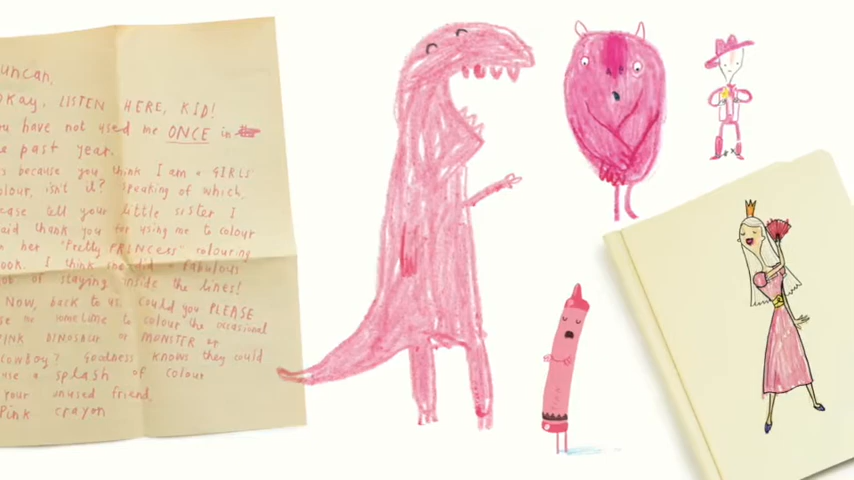 uncan,
okay, LISTEN HERE, KID!
ou have not used me ONCE in
e past year.
s because you think I am a GIRLS'
olour, isn't it? Speaking of which,
ease tell your little sister I
aid thank you for using me to colour
n her "Pretty PRINCESS" colouring
ook. I think she did a fabulous
ob of staying inside the lines!
Now, back to us. Could you PLEASE
se me sometime to colour the occasional
PINK DINOSAUR or MONSTER or
owboy? Goodness knows they could
use a splash of colour
your unused friend,
Pink crayon